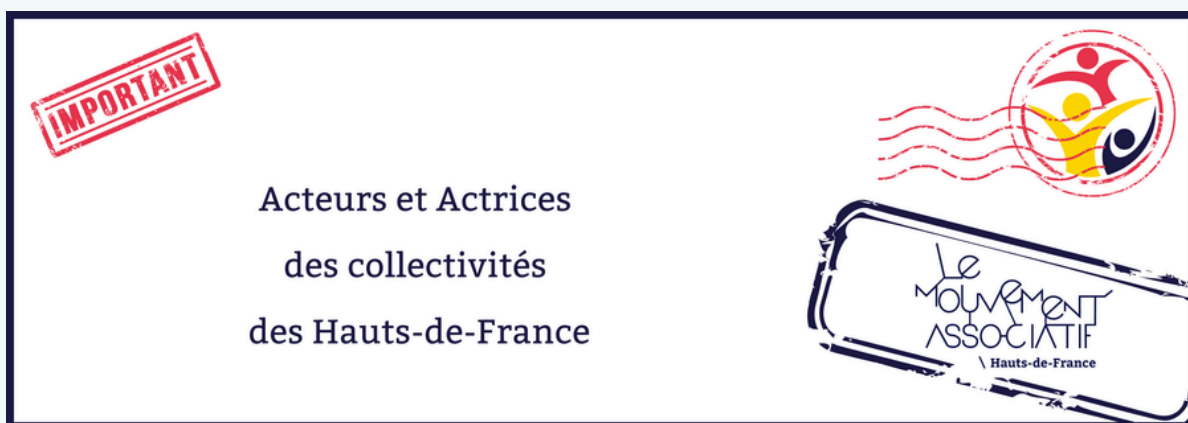 IMPORTANT
Acteurs et Actrices
des collectivités
des Hauts-de-France
Le
MOUVEMENT
ASSOCIATIF
\ Hauts-de-France